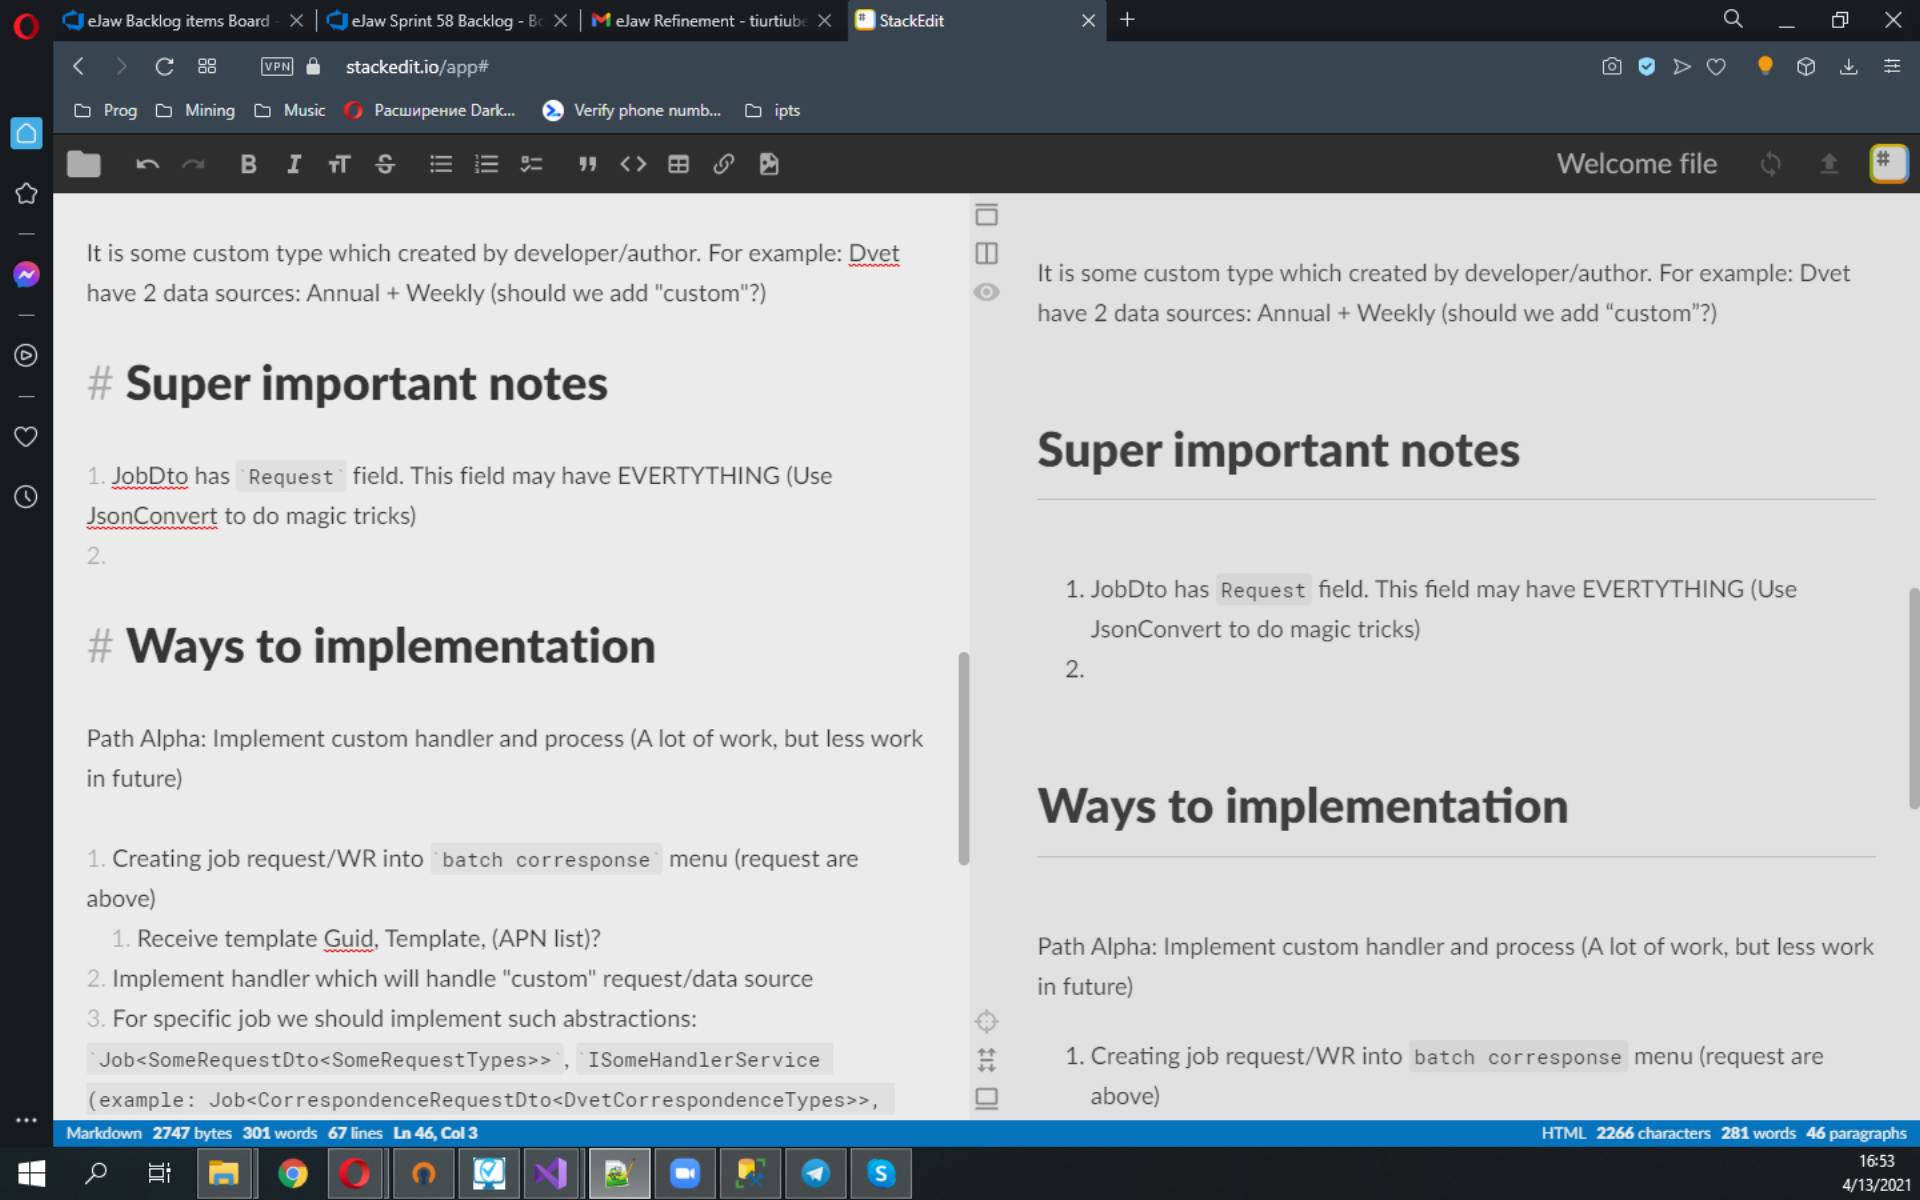 eJaw Backlog items Board
eJaw Sprint 58 Backlog - Bo
eJaw Refinement - tiurtiube
StackEdit
VPN
stackedit.io/app#
Prog
Mining
Music
Расширение Dark...
Verify phone numb...
ipts
Welcome file
It is some custom type which created by developer/author. For example: Dvet
have 2 data sources: Annual + Weekly (should we add "custom"?)
# Super important notes
1. JobDto has `Request` field. This field may have EVERTYTHING (Use
JsonConvert to do magic tricks)
2.
# Ways to implementation
Path Alpha: Implement custom handler and process (A lot of work, but less work
in future)
1. Creating job request/WR into `batch corresponse` menu (request are
above)
1. Receive template Guid, Template, (APN list)?
2. Implement handler which will handle "custom" request/data source
3. For specific job we should implement such abstractions:
`Job<SomeRequestDto<SomeRequestTypes>>`, `ISomeHandlerService
(example: Job<CorrespondenceRequestDto<DvetCorrespondenceTypes>>,
It is some custom type which created by developer/author. For example: Dvet
have 2 data sources: Annual + Weekly (should we add “custom”?)
Super important notes
1. JobDto has Request field. This field may have EVERTYTHING (Use
JsonConvert to do magic tricks)
2.
Ways to implementation
Path Alpha: Implement custom handler and process (A lot of work, but less work
in future)
1. Creating job request/WR into batch corresponse menu (request are
above)
Markdown 2747 bytes 301 words 67 lines Ln 46, Col 3
HTML 2266 characters 281 words 46 paragraphs
16:53
4/13/2021